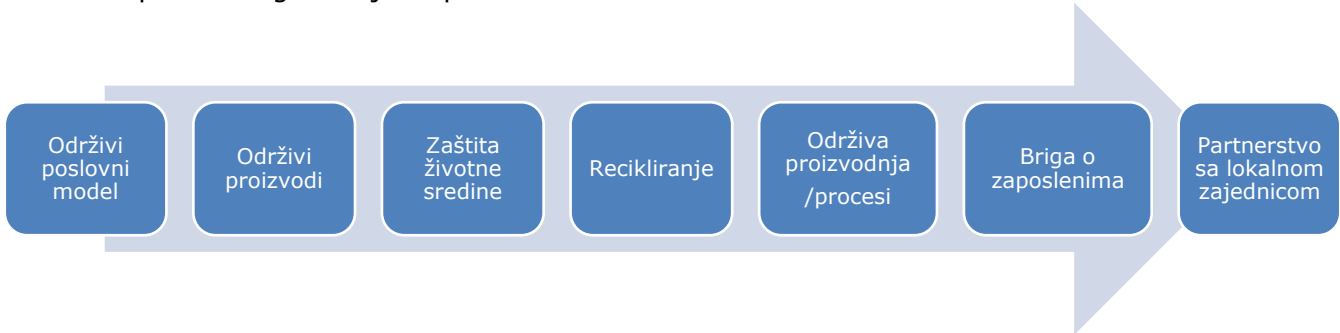 Održivi
poslovni
model
Održivi
proizvodi
Zaštita
životne
sredine
Recikliranje
Održiva
proizvodnja
/procesi
Briga o
zaposlenima
Partnerstvo
sa lokalnom
zajednicom